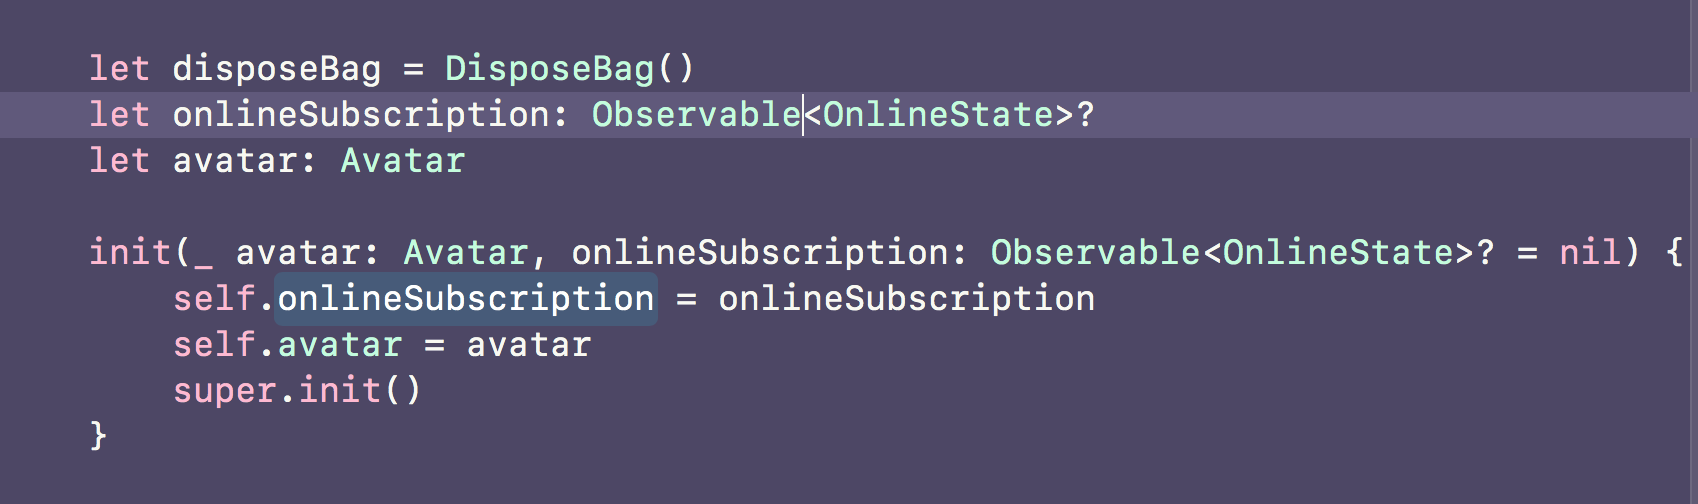 let disposeBag = DisposeBag()
let onlineSubscription: Observable<OnlineState>?
let avatar: Avatar
init(_ avatar: Avatar, onlineSubscription: Observable<OnlineState>? = nil) {
self.onlineSubscription = onlineSubscription
self.avatar = avatar
super.init()
}